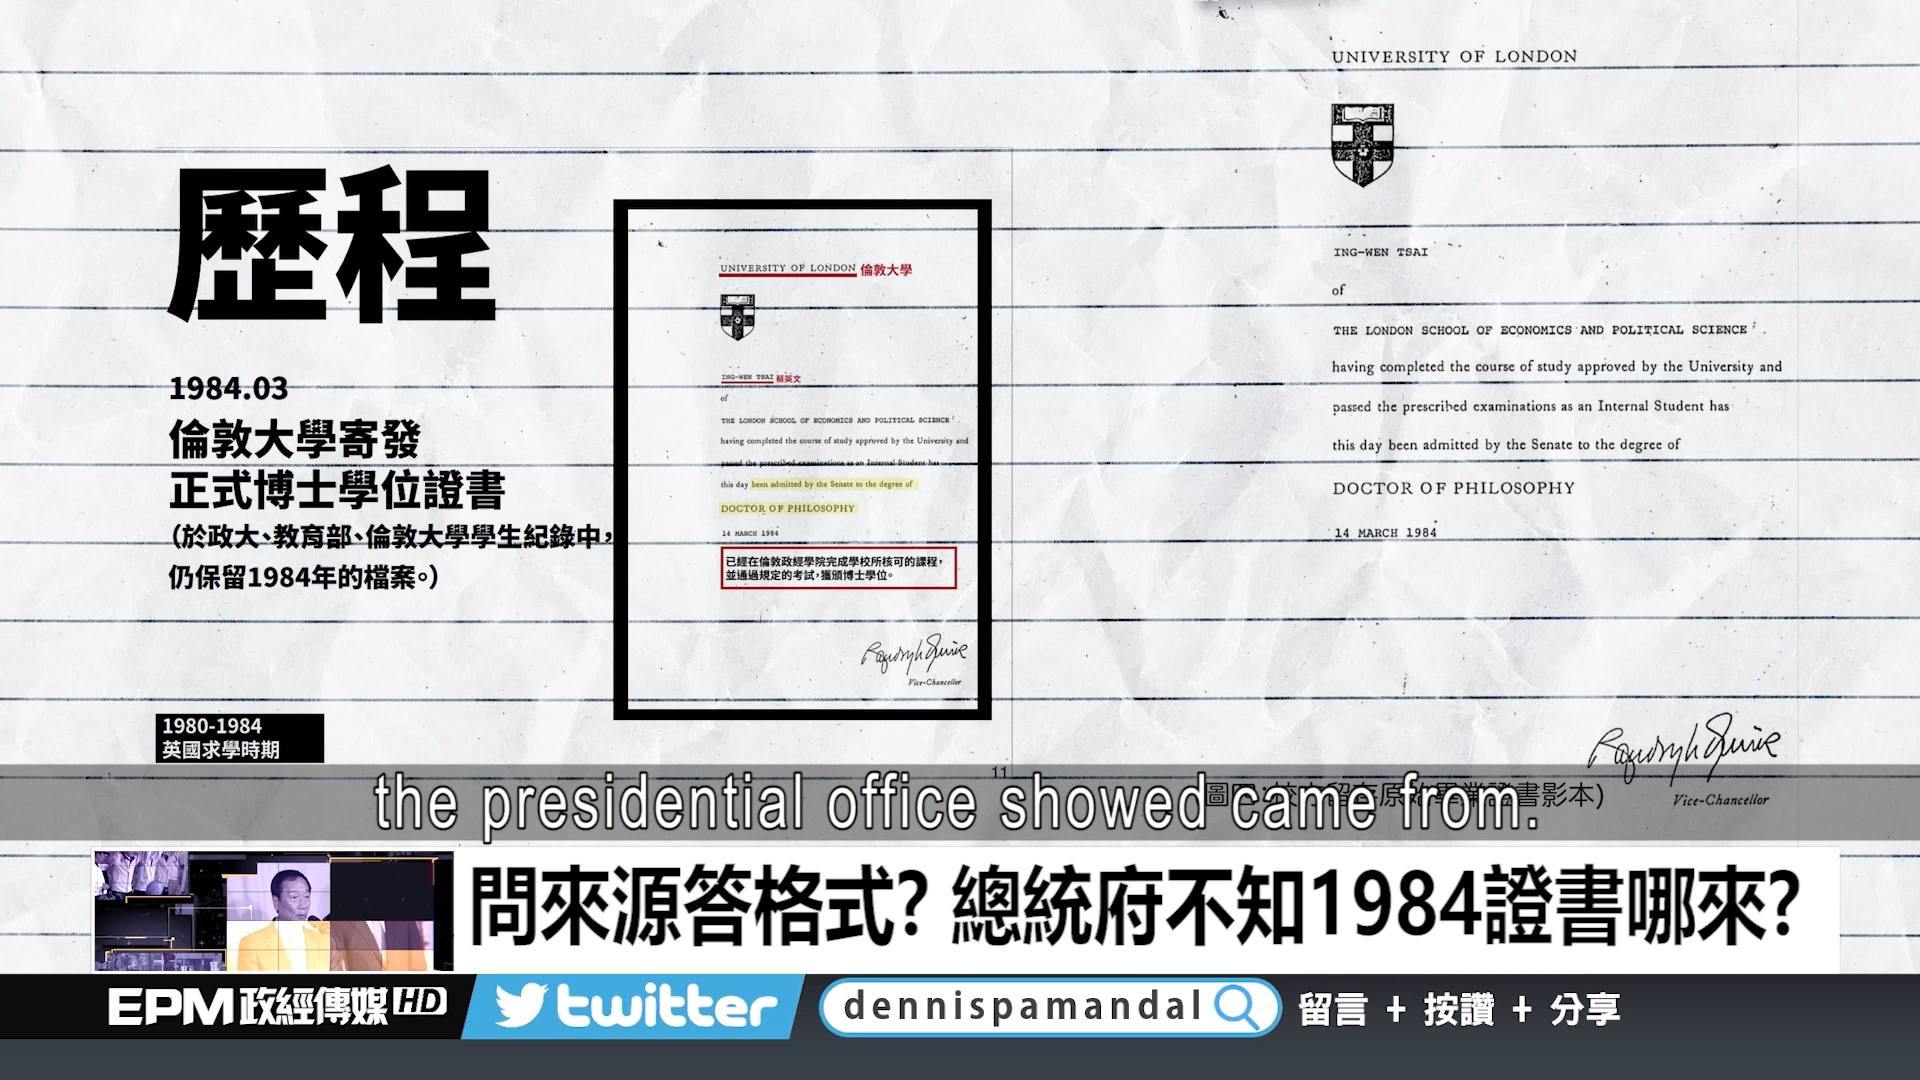 歷程
1984.03
倫敦大學寄發
正式博士學位證書
(於政大、教育部、倫敦大學學生紀錄中,
仍保留1984年的檔案。)
1980-1984
英國求學時期
UNIVERSITY OF LONDON 倫敦大學
ING-WEN TSAI 蔡英文
of
THE LONDON SCHOOL OF ECONOMICS AND POLITICAL SCIENCE
having completed the course of study approved by the University and
passed the prescribed examinations as an Internal Student has
this day been admitted by the Senate to the degree of
DOCTOR OF PHILOSOPHY
14 MARCH 1984
已經在倫敦政經學院完成學校所核可的課程,
並通過規定的考試,獲頒博士學位。
Vice-Chancellor
11
UNIVERSITY OF LONDON
ING-WEN TSAI
of
THE LONDON SCHOOL OF ECONOMICS AND POLITICAL SCIENCE
having completed the course of study approved by the University and
passed the prescribed examinations as an Internal Student has
this day been admitted by the Senate to the degree of
DOCTOR OF PHILOSOPHY
14 MARCH 1984
Vice-Chancellor
the presidential office showed came from.
問來源答格式? 總統府不知1984證書哪來?
EPM政經傳媒HD
twitter
dennispamandal
留言 + 按讚 + 分享